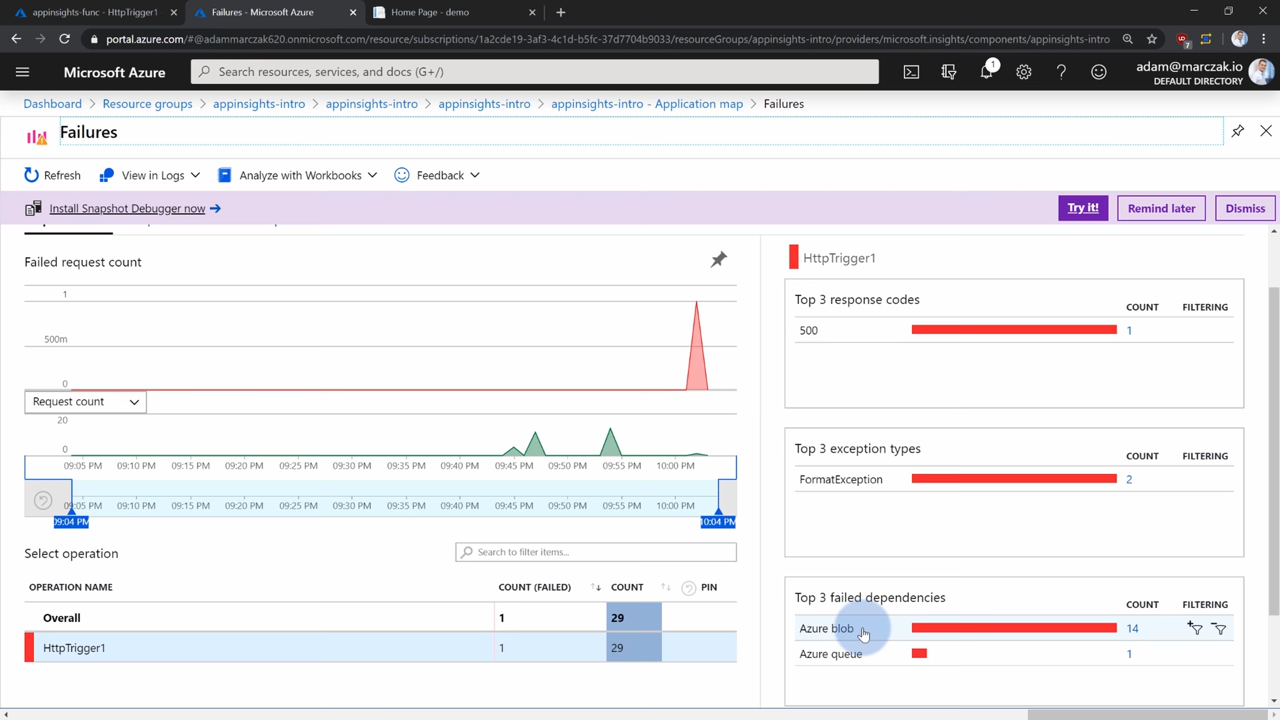 appinsights-func - HttpTrigger1
Failures - Microsoft Azure
Home Page - demo
portal.azure.com/#@adammarczak620.onmicrosoft.com/resource/subscriptions/1a2cde19-3af3-4c1d-b5fc-37d7704b9033/resourceGroups/appinsights-intro/providers/microsoft.insights/components/appinsights-intro
7
Microsoft Azure
Search resources, services, and docs (G+/)
1
adam@marczak.io
DEFAULT DIRECTORY
Dashboard > Resource groups > appinsights-intro > appinsights-intro > appinsights-intro > appinsights-intro - Application map > Failures
Failures
Refresh
View in Logs
Analyze with Workbooks
Feedback
Install Snapshot Debugger now
Try it!
Remind later
Dismiss
Failed request count
1
500m
0
Request count
20
0
09:05 PM 09:10 PM 09:15 PM 09:20 PM 09:25 PM 09:30 PM 09:35 PM 09:40 PM 09:45 PM 09:50 PM 09:55 PM 10:00 PM
09:05 PM 09:10 PM 09:15 PM 09:20 PM 09:25 PM 09:30 PM 09:35 PM 09:40 PM 09:45 PM 09:50 PM 09:55 PM 10:00 PM
09:04 PM
10:04 PM
Select operation
Search to filter items...
OPERATION NAME COUNT (FAILED) COUNT PIN
Overall 1 29
HttpTrigger1 1 29
HttpTrigger1
Top 3 response codes
COUNT FILTERING
500 1
Top 3 exception types
COUNT FILTERING
FormatException 2
Top 3 failed dependencies
COUNT FILTERING
Azure blob 14
Azure queue 1